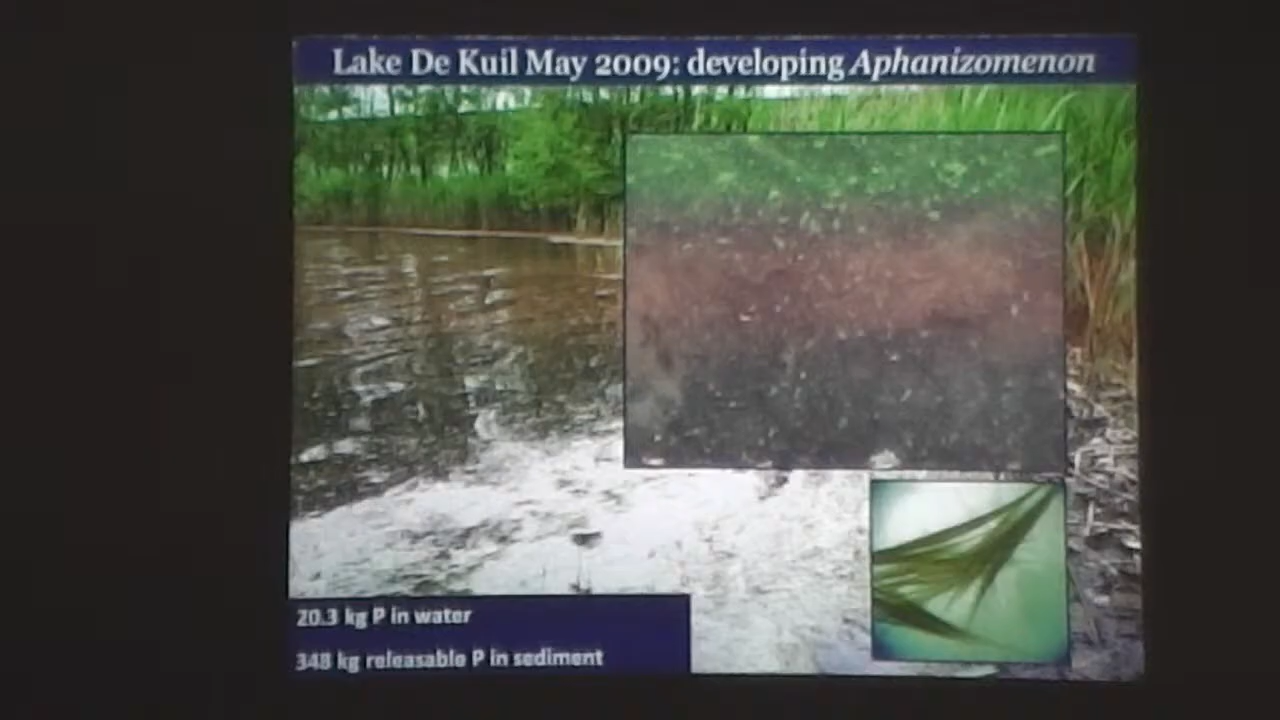 Lake De Kuil May 2009: developing Aphanizomenon
20.3 kg P in water
348 kg releasable P in sediment